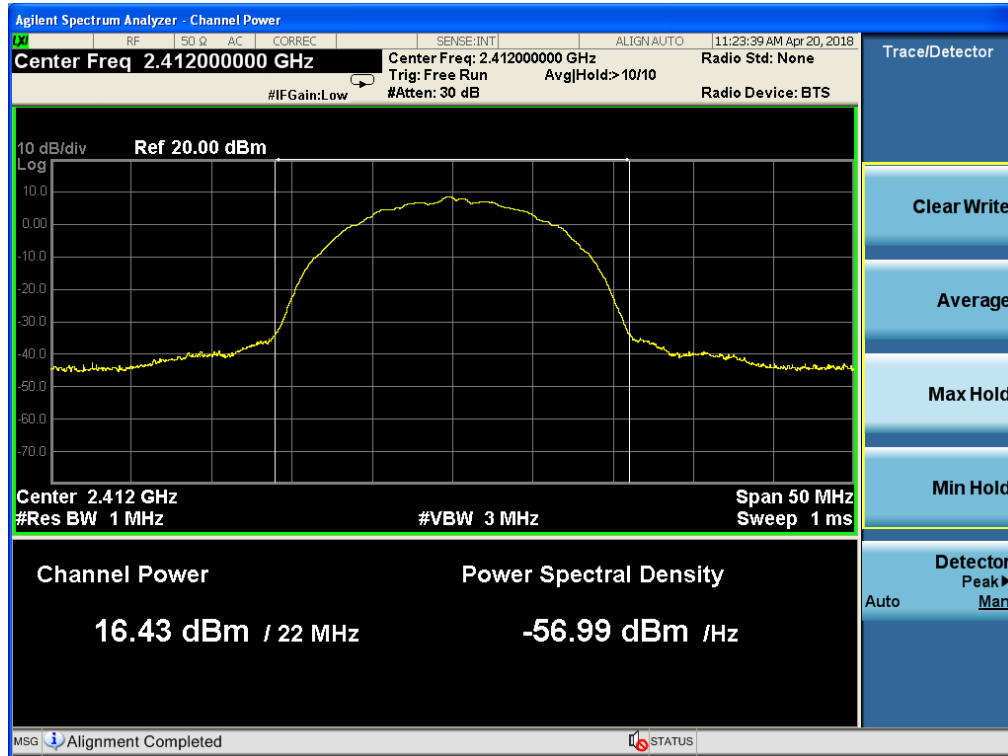 Agilent Spectrum Analyzer - Channel Power
LXI RF 50 Ω AC CORREC SENSE:INT ALIGN AUTO 11:23:39 AM Apr 20, 2018
Center Freq 2.412000000 GHz
Center Freq: 2.412000000 GHz
Radio Std: None
Trig: Free Run Avg|Hold:> 10/10
#IFGain:Low
#Atten: 30 dB
Radio Device: BTS
Trace/Detector
10 dB/div Ref 20.00 dBm
Log
10.0
0.00
-10.0
-20.0
-30.0
-40.0
-50.0
-60.0
-70.0
Center 2.412 GHz
Span 50 MHz
#Res BW 1 MHz
#VBW 3 MHz
Sweep 1 ms
Clear Write
Average
Max Hold
Min Hold
Detector
Peak▶
Auto Man
Channel Power
Power Spectral Density
16.43 dBm / 22 MHz
-56.99 dBm /Hz
MSG Alignment Completed
STATUS